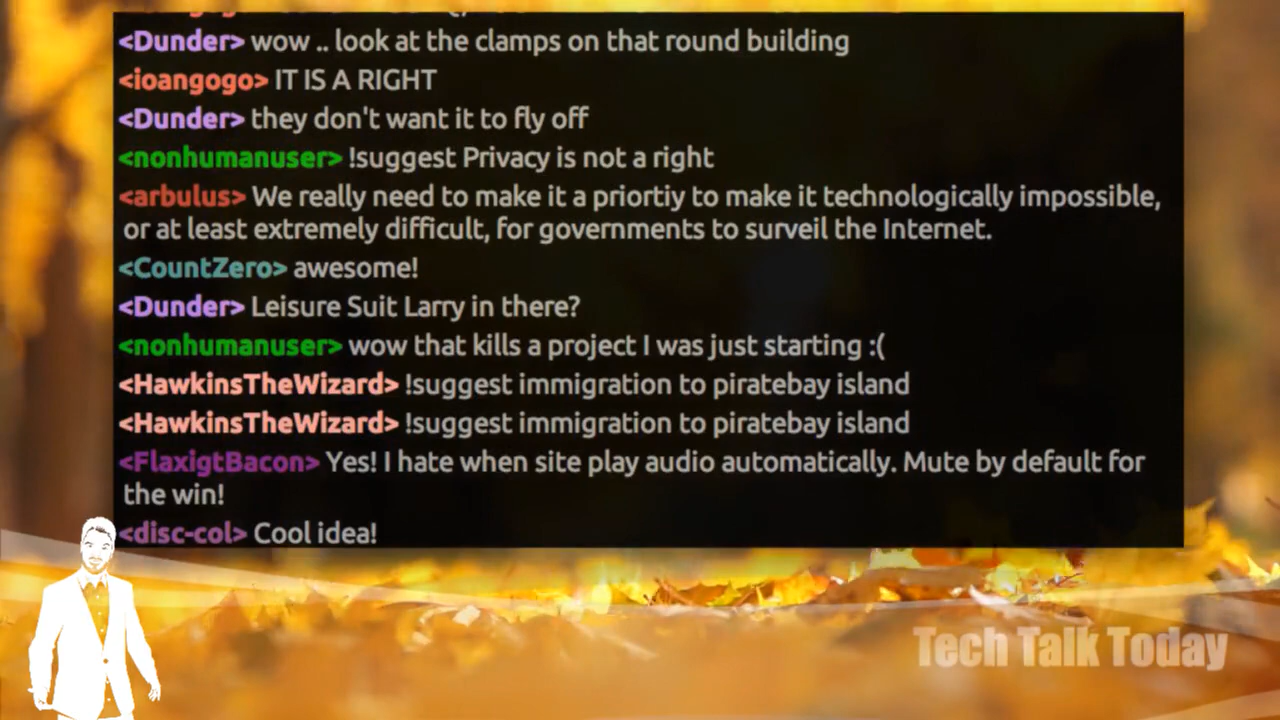 <Dunder> wow .. look at the clamps on that round building
<ioangogo> IT IS A RIGHT
<Dunder> they don't want it to fly off
<nonhumanuser> !suggest Privacy is not a right
<arbulus> We really need to make it a priortiy to make it technologically impossible,
or at least extremely difficult, for governments to surveil the Internet.
<CountZero> awesome!
<Dunder> Leisure Suit Larry in there?
<nonhumanuser> wow that kills a project I was just starting :(
<HawkinsTheWizard> !suggest immigration to piratebay island
<HawkinsTheWizard> !suggest immigration to piratebay island
<FlaxigtBacon> Yes! I hate when site play audio automatically. Mute by default for
the win!
<disc-col> Cool idea!
Tech Talk Today